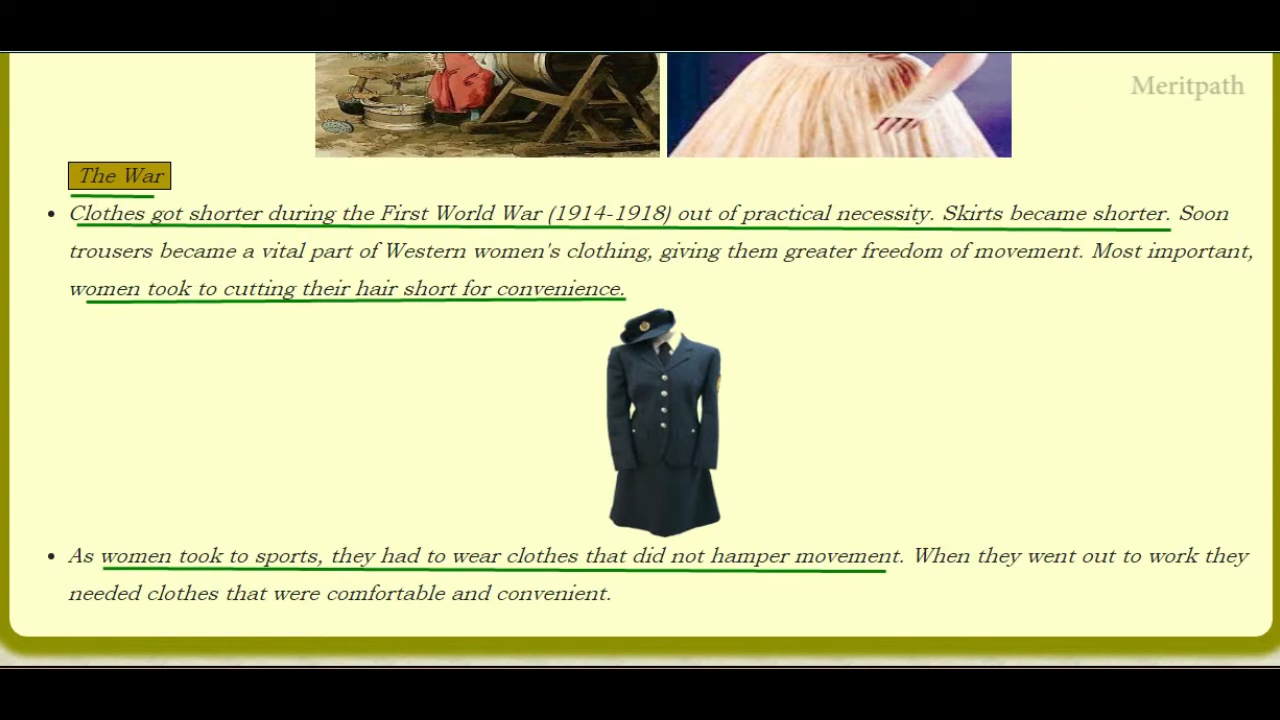 Meritpath
The War
• Clothes got shorter during the First World War (1914-1918) out of practical necessity. Skirts became shorter. Soon
trousers became a vital part of Western women's clothing, giving them greater freedom of movement. Most important,
women took to cutting their hair short for convenience.
• As women took to sports, they had to wear clothes that did not hamper movement. When they went out to work they
needed clothes that were comfortable and convenient.